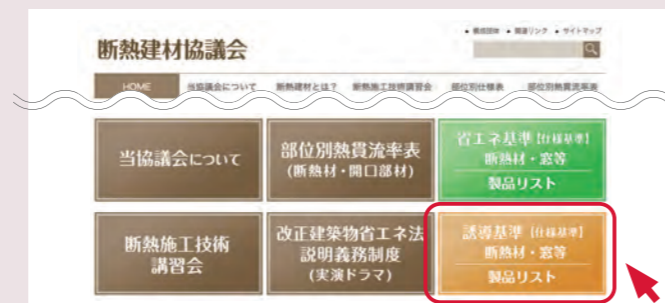 • 構成団体 • 関連リンク • サイトマップ
断熱建材協議会
HOME 当協議会について 断熱建材とは？ 断熱施工技術講習会 部位別仕様表 部位別熱貫流率表
当協議会について
部位別熱貫流率表
(断熱材・開口部材)
省エネ基準【仕様基準】
断熱材・窓等
製品リスト
断熱施工技術
講習会
改正建築物省エネ法
説明義務制度
(実演ドラマ)
誘導基準【仕様基準】
断熱材・窓等
製品リスト